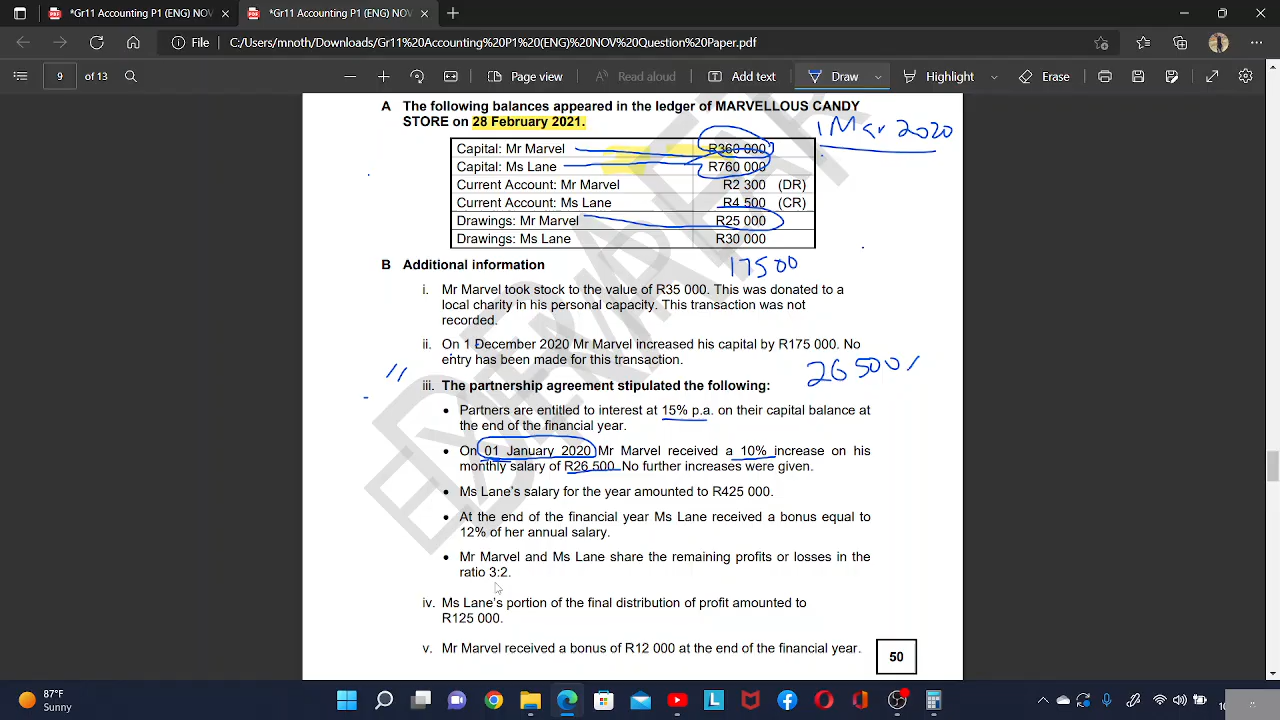 *Gr11 Accounting P1 (ENG) NOV
*Gr11 Accounting P1 (ENG) NOV
File
C:/Users/mnoth/Downloads/Gr11%20Accounting%20P1%20(ENG)%20NOV%20Question%20Paper.pdf
9 of 13
Page view
Read aloud
Add text
Draw
Highlight
Erase
A The following balances appeared in the ledger of MARVELLOUS CANDY
STORE on 28 February 2021.
1 Mar 2020
Capital: Mr Marvel R360 000
Capital: Ms Lane R760 000
Current Account: Mr Marvel R2 300 (DR)
Current Account: Ms Lane R4 500 (CR)
Drawings: Mr Marvel R25 000
Drawings: Ms Lane R30 000
B Additional information
17500
i. Mr Marvel took stock to the value of R35 000. This was donated to a
local charity in his personal capacity. This transaction was not
recorded.
ii. On 1 December 2020 Mr Marvel increased his capital by R175 000. No
entry has been made for this transaction.
26 500
iii. The partnership agreement stipulated the following:
• Partners are entitled to interest at 15% p.a. on their capital balance at
the end of the financial year.
• On 01 January 2020 Mr Marvel received a 10% increase on his
monthly salary of R26 500. No further increases were given.
• Ms Lane's salary for the year amounted to R425 000.
• At the end of the financial year Ms Lane received a bonus equal to
12% of her annual salary.
• Mr Marvel and Ms Lane share the remaining profits or losses in the
ratio 3:2.
iv. Ms Lane's portion of the final distribution of profit amounted to
R125 000.
v. Mr Marvel received a bonus of R12 000 at the end of the financial year.
50
87°F
Sunny